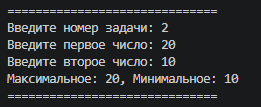 ==============================
Введите номер задачи: 2
Введите первое число: 20
Введите второе число: 10
Максимальное: 20, Минимальное: 10
==============================